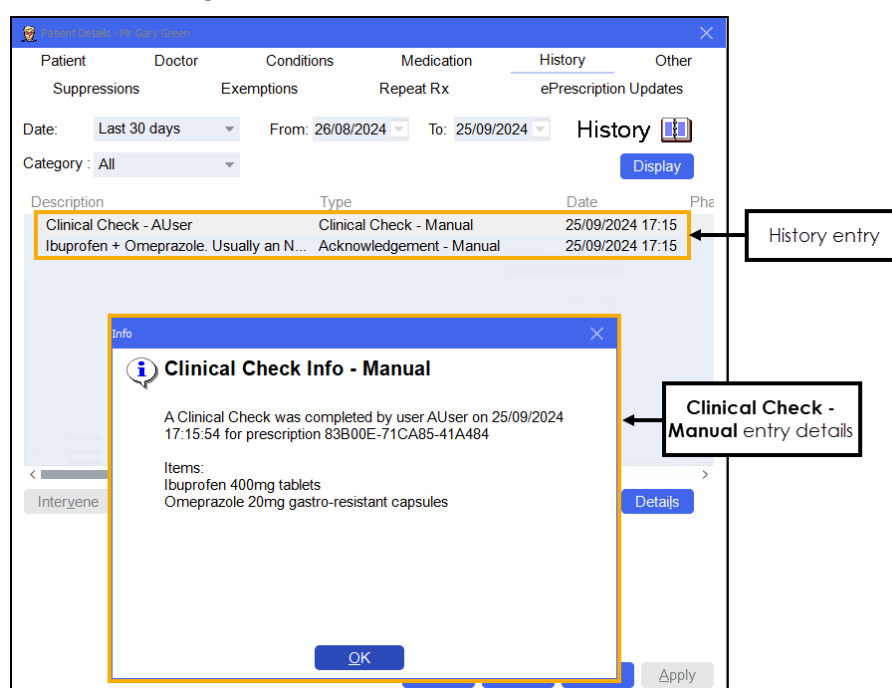 Patient Details - Mr Gary Green
Patient Doctor Conditions Medication History Other
Suppressions Exemptions Repeat Rx ePrescription Updates
Date: Last 30 days From: 26/08/2024 To: 25/09/2024 History
Category : All Display
Description Type Date Pha
Clinical Check - AUser Clinical Check - Manual 25/09/2024 17:15
Ibuprofen + Omeprazole. Usually an N... Acknowledgement - Manual 25/09/2024 17:15
History entry
Info
Clinical Check Info - Manual
A Clinical Check was completed by user AUser on 25/09/2024
17:15:54 for prescription 83B00E-71CA85-41A484
Items:
Ibuprofen 400mg tablets
Omeprazole 20mg gastro-resistant capsules
Clinical Check -
Manual entry details
Intervene Details
OK
Apply